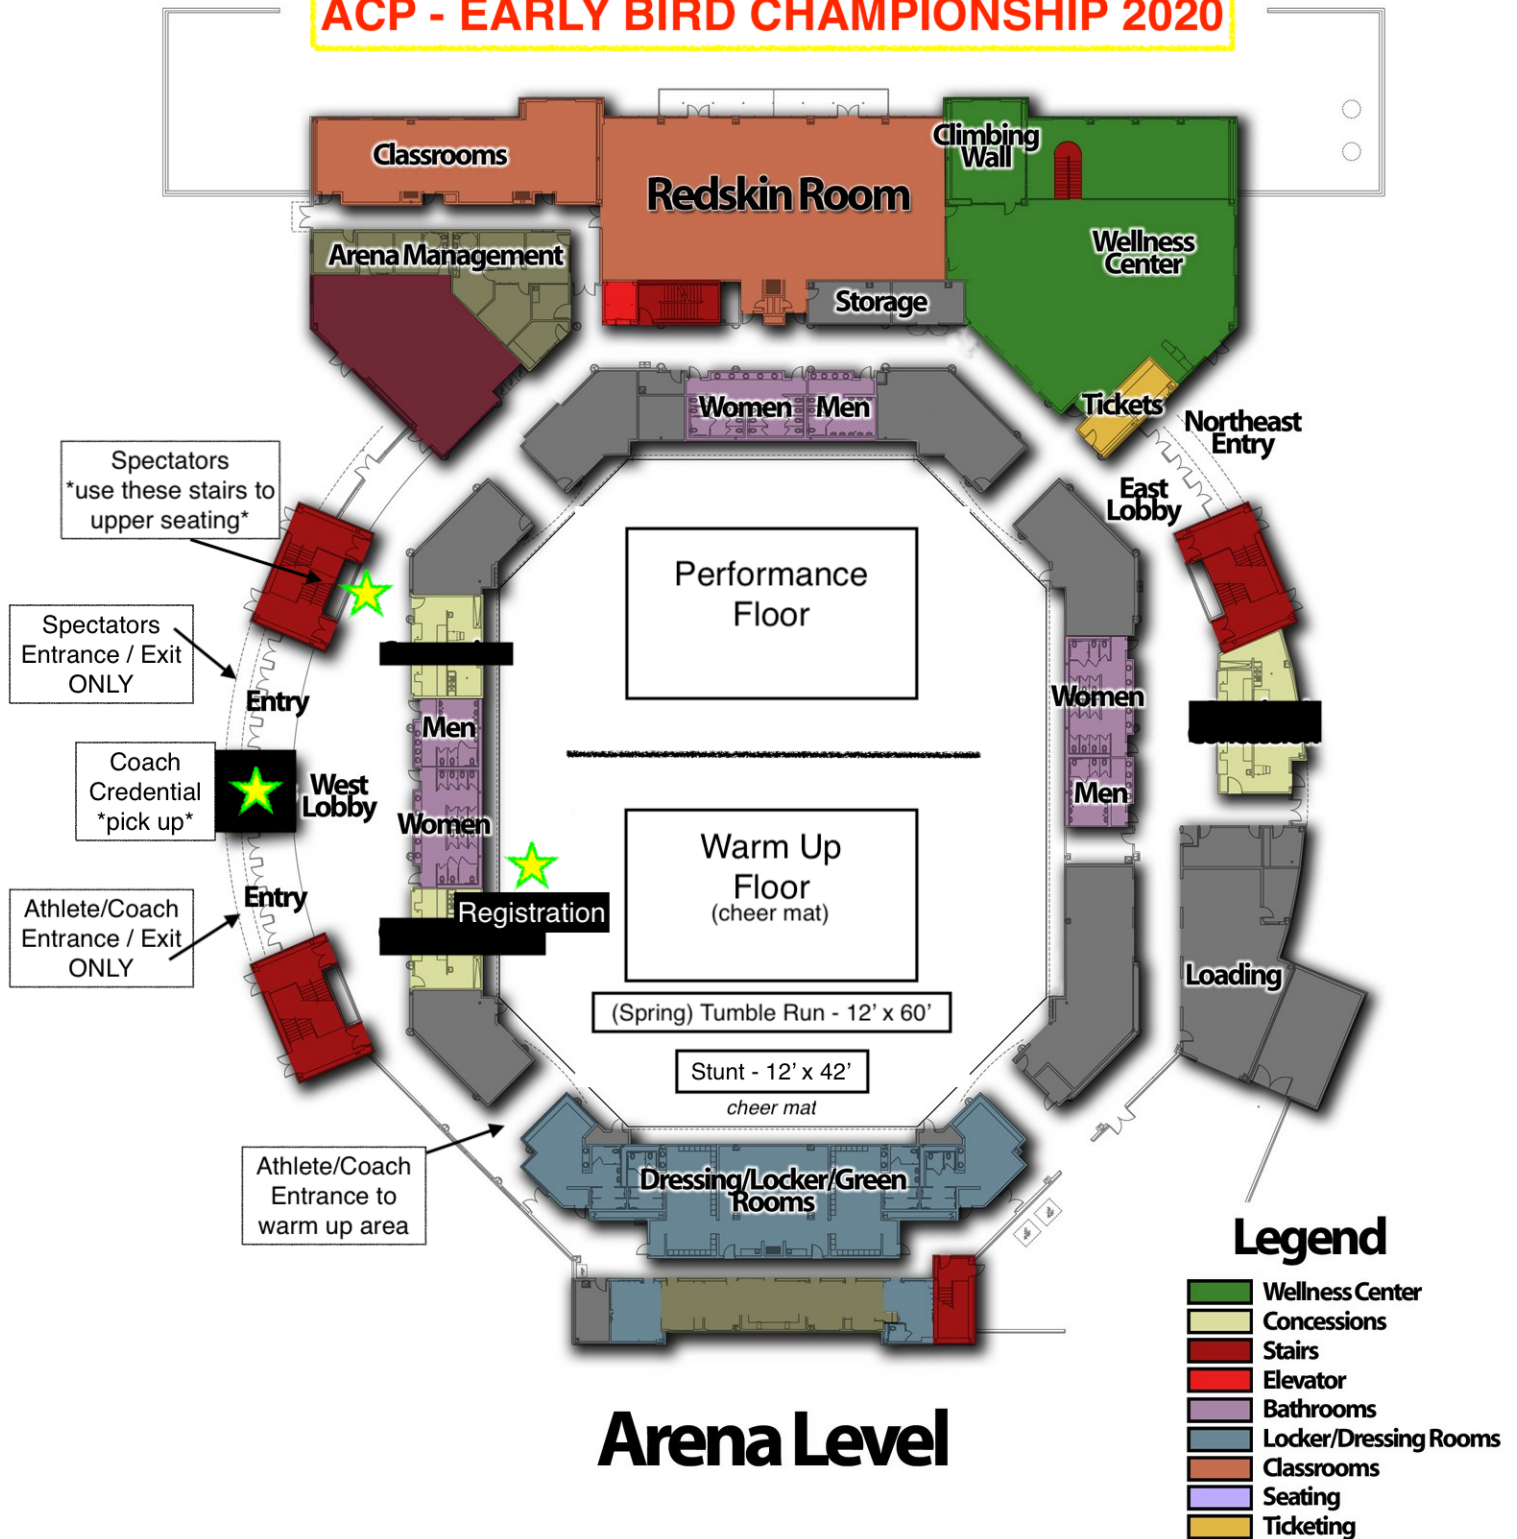 ACP - EARLY BIRD CHAMPIONSHIP 2020
Classrooms
Redskin Room
Climbing
Wall
Wellness
Center
Arena Management
Storage
Women
Men
Tickets
Northeast
Entry
East
Lobby
Spectators
*use these stairs to
upper seating*
Performance
Floor
Spectators
Entrance / Exit
ONLY
Entry
Men
Women
Coach
Credential
*pick up*
West
Lobby
Women
Men
Warm Up
Floor
(cheer mat)
Entry
Registration
Athlete/Coach
Entrance / Exit
ONLY
Loading
(Spring) Tumble Run - 12’ x 60’
Stunt - 12’ x 42’
cheer mat
Athlete/Coach
Entrance to
warm up area
Dressing/Locker/Green
Rooms
Legend
Wellness Center
Concessions
Stairs
Elevator
Bathrooms
Locker/Dressing Rooms
Classrooms
Seating
Ticketing
Arena Level